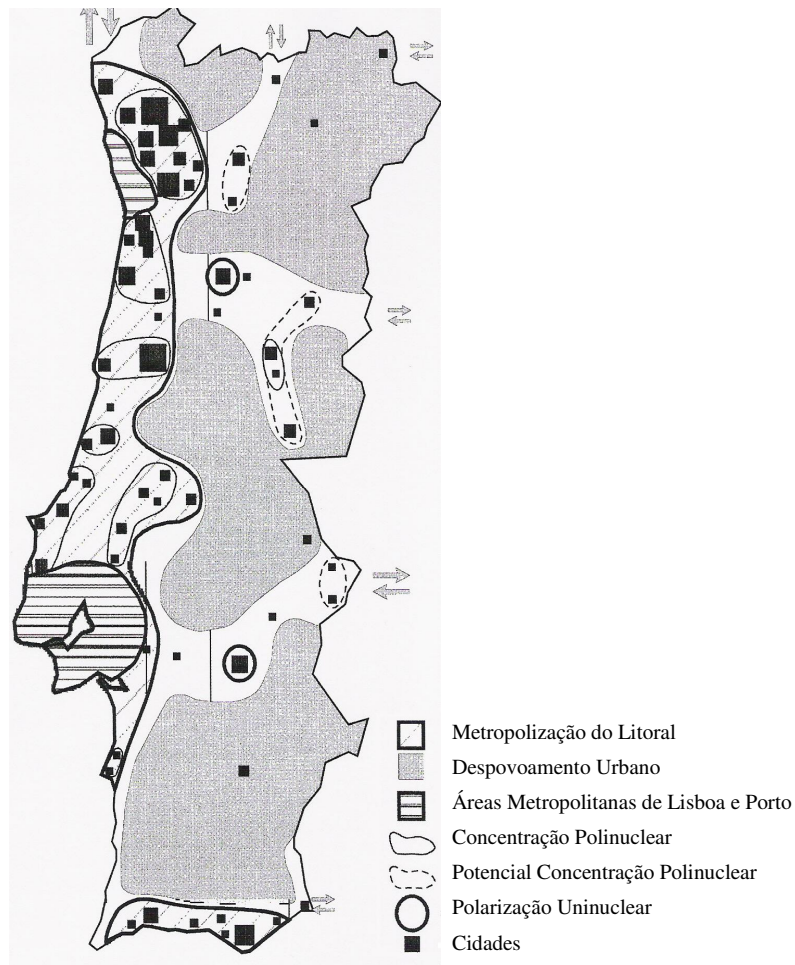 Metropolização do Litoral
Despovoamento Urbano
Áreas Metropolitanas de Lisboa e Porto
Concentração Polinuclear
Potencial Concentração Polinuclear
Polarização Uninuclear
Cidades